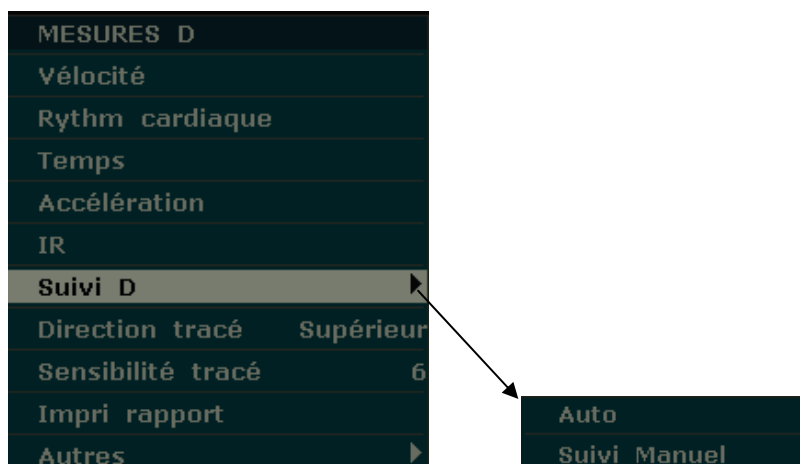 MESURES D
Vélocité
Rythm cardiaque
Temps
Accélération
IR
Suivi D
Direction tracé Supérieur
Sensibilité tracé 6
Impri rapport
Autres
Auto
Suivi Manuel